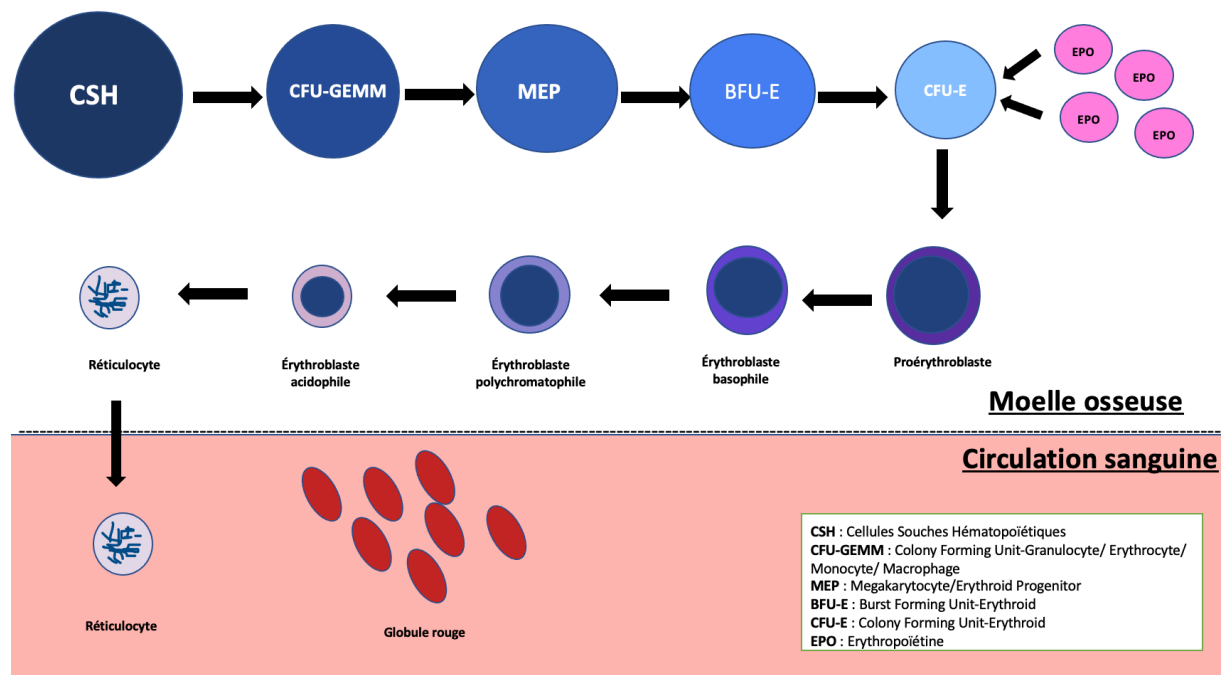 CSH
CFU-GEMM
MEP
BFU-E
CFU-E
EPO
EPO
EPO
EPO
Réticulocyte
Érythroblaste
acidophile
Érythroblaste
polychromatophile
Érythroblaste
basophile
Proérythroblaste
Moelle osseuse
Circulation sanguine
Réticulocyte
Globule rouge
CSH : Cellules Souches Hématopoïétiques
CFU-GEMM : Colony Forming Unit-Granulocyte/ Erythrocyte/
Monocyte/ Macrophage
MEP : Megakarytocyte/Erythroid Progenitor
BFU-E : Burst Forming Unit-Erythroid
CFU-E : Colony Forming Unit-Erythroid
EPO : Erythropoïétine